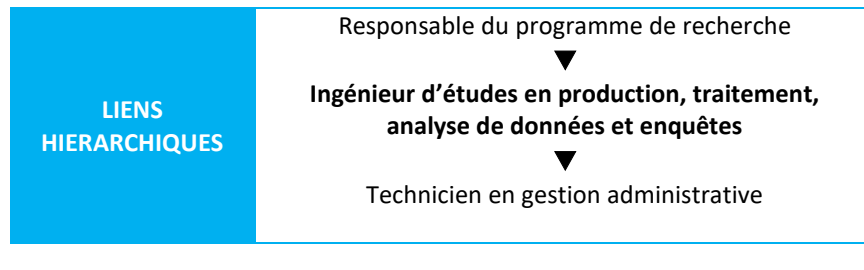 LIENS
HIERARCHIQUES
Responsable du programme de recherche
▼
Ingénieur d’études en production, traitement,
analyse de données et enquêtes
▼
Technicien en gestion administrative